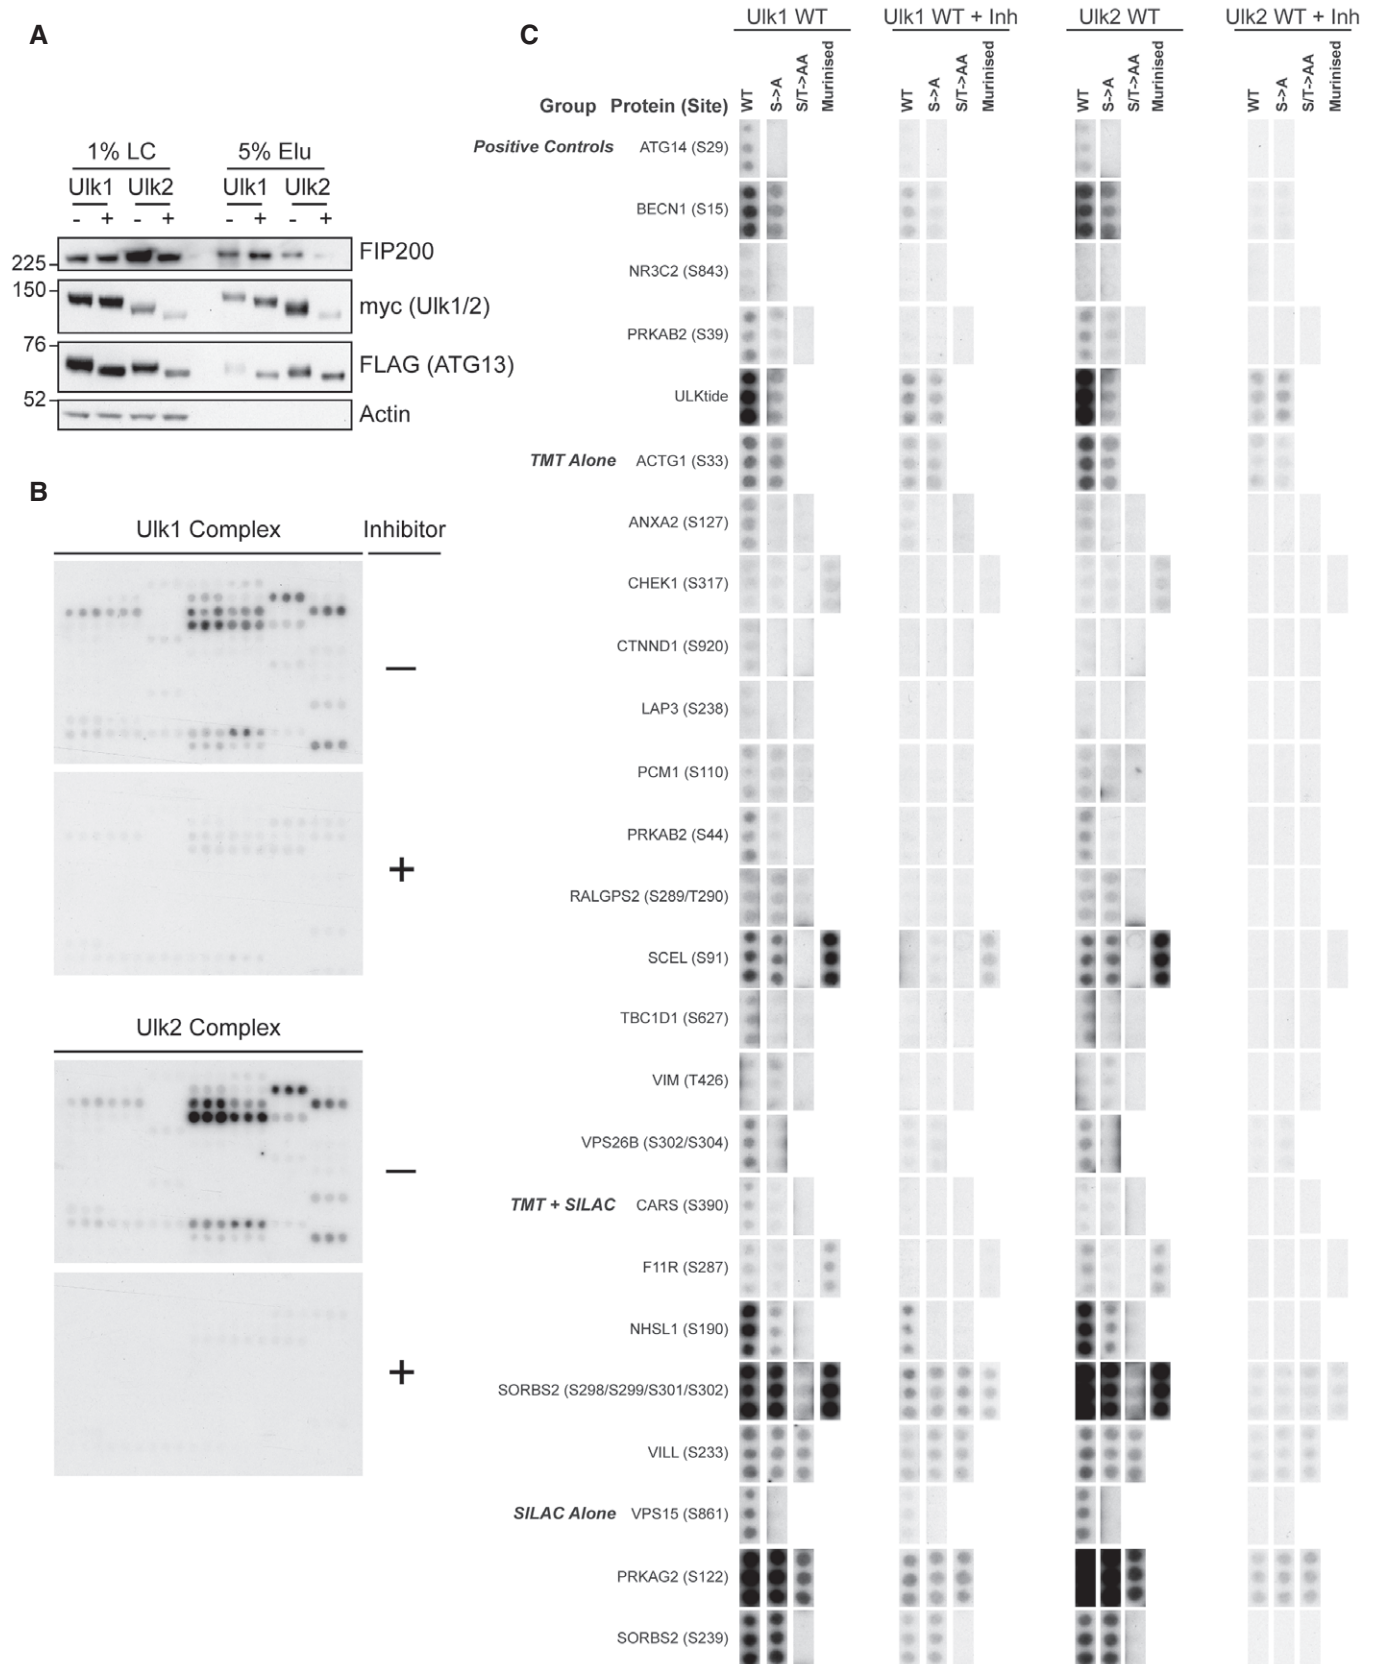 A
1% LC 5% Elu
Ulk1 Ulk2 Ulk1 Ulk2
- + - + - + - +
225 FIP200
150 myc (Ulk1/2)
76 FLAG (ATG13)
52 Actin
B
Ulk1 Complex Inhibitor
−
+
Ulk2 Complex
−
+
C
Ulk1 WT Ulk1 WT + Inh Ulk2 WT Ulk2 WT + Inh
WT S->A S/T->AA Murinised WT S->A S/T->AA Murinised WT S->A S/T->AA Murinised WT S->A S/T->AA Murinised
Group Protein (Site)
Positive Controls ATG14 (S29)
BECN1 (S15)
NR3C2 (S843)
PRKAB2 (S39)
ULKtide
TMT Alone ACTG1 (S33)
ANXA2 (S127)
CHEK1 (S317)
CTNND1 (S920)
LAP3 (S238)
PCM1 (S110)
PRKAB2 (S44)
RALGPS2 (S289/T290)
SCEL (S91)
TBC1D1 (S627)
VIM (T426)
VPS26B (S302/S304)
TMT + SILAC CARS (S390)
F11R (S287)
NHSL1 (S190)
SORBS2 (S298/S299/S301/S302)
VILL (S233)
SILAC Alone VPS15 (S861)
PRKAG2 (S122)
SORBS2 (S239)